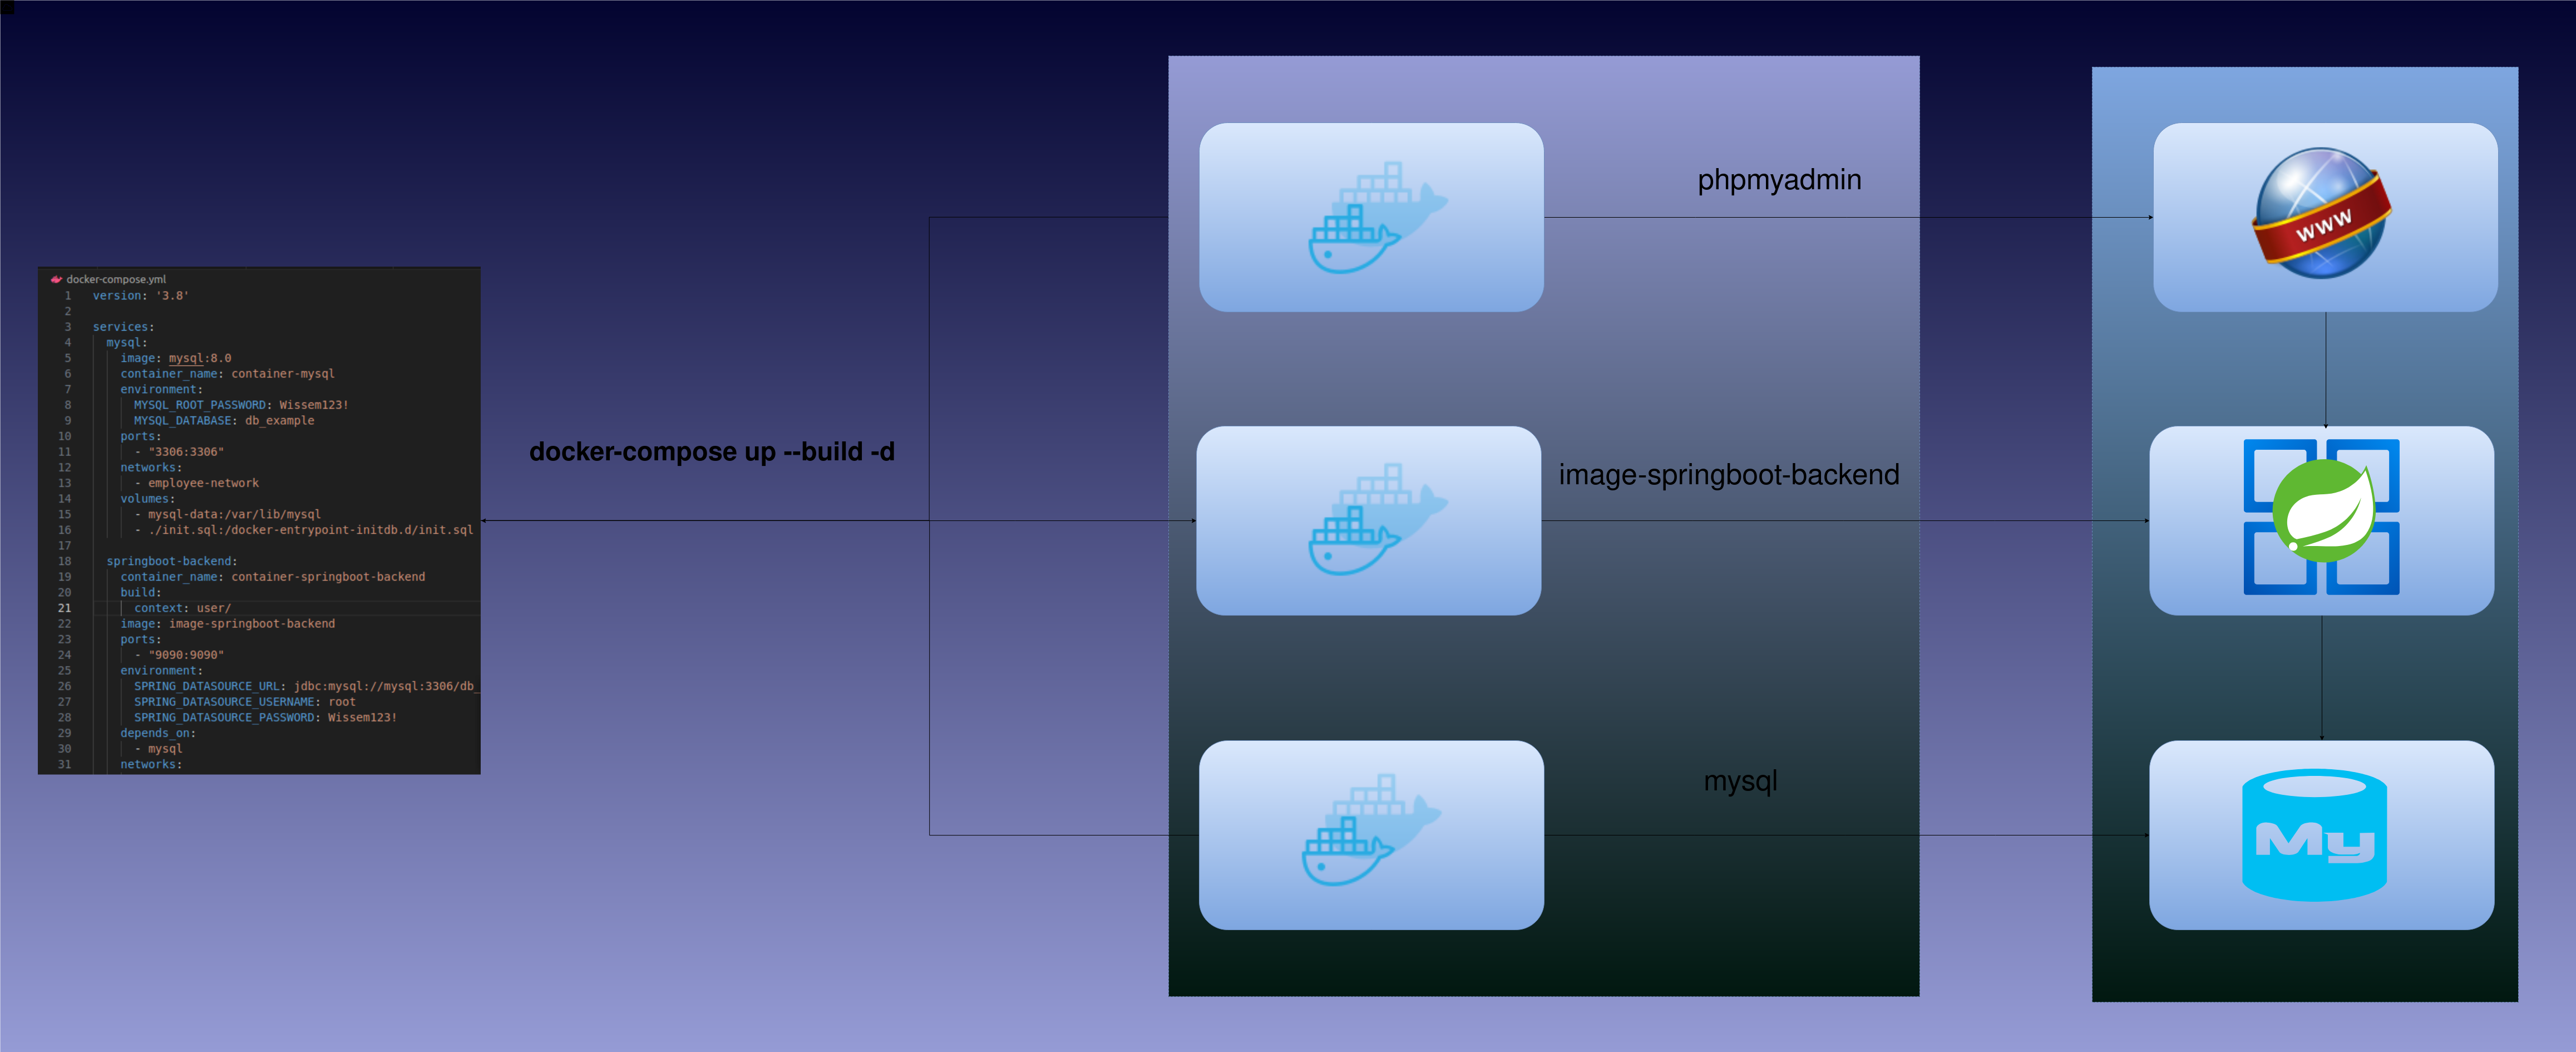 docker-compose.yml
1 version: '3.8'
2
3 services:
4 mysql:
5 image: mysql:8.0
6 container_name: container-mysql
7 environment:
8 MYSQL_ROOT_PASSWORD: Wissem123!
9 MYSQL_DATABASE: db_example
10 ports:
11 - "3306:3306"
12 networks:
13 - employee-network
14 volumes:
15 - mysql-data:/var/lib/mysql
16 - ./init.sql:/docker-entrypoint-initdb.d/init.sql
17
18 springboot-backend:
19 container_name: container-springboot-backend
20 build:
21 context: user/
22 image: image-springboot-backend
23 ports:
24 - "9090:9090"
25 environment:
26 SPRING_DATASOURCE_URL: jdbc:mysql://mysql:3306/db_
27 SPRING_DATASOURCE_USERNAME: root
28 SPRING_DATASOURCE_PASSWORD: Wissem123!
29 depends_on:
30 - mysql
31 networks:
docker-compose up --build -d
phpmyadmin
image-springboot-backend
mysql
www
My